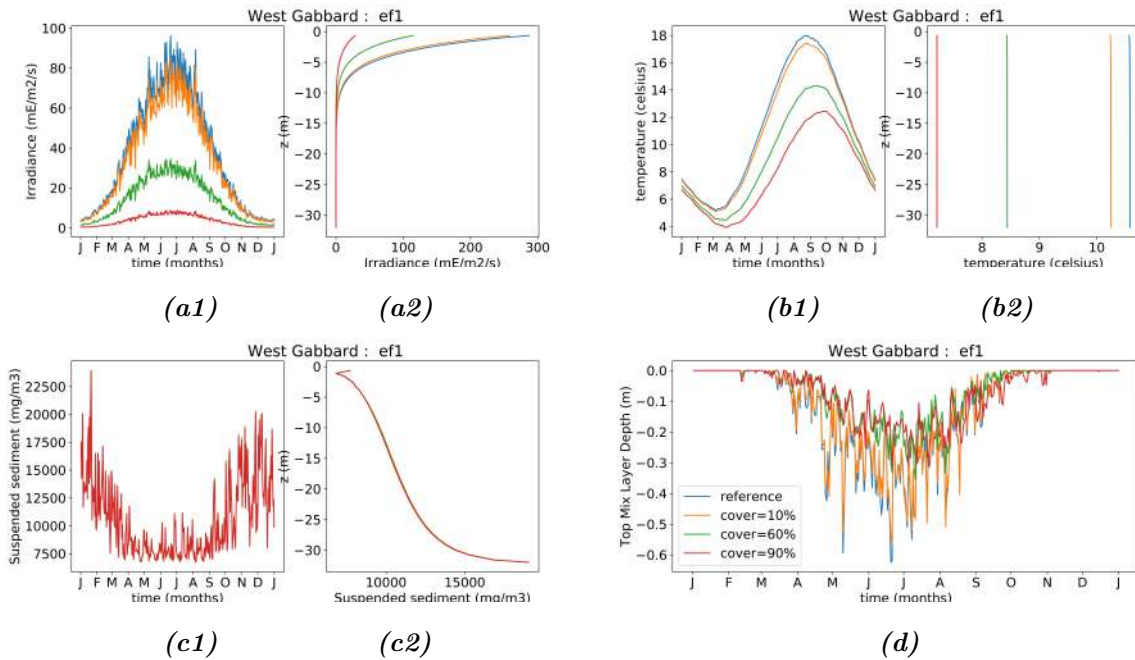 West Gabbard : ef1
Irradiance (mE/m2/s)
100
80
60
40
20
0
J F M A M J J A S O N D J
time (months)
z (m)
0
−5
−10
−15
−20
−25
−30
0 100 200 300
Irradiance (mE/m2/s)
(a1) (a2)
West Gabbard : ef1
temperature (celsius)
18
16
14
12
10
8
6
4
J F M A M J J A S O N D J
time (months)
z (m)
0
−5
−10
−15
−20
−25
−30
8 9 10
temperature (celsius)
(b1) (b2)
West Gabbard : ef1
Suspended sediment (mg/m3)
22500
20000
17500
15000
12500
10000
7500
J F M A M J J A S O N D J
time (months)
z (m)
0
−5
−10
−15
−20
−25
−30
10000 15000
Suspended sediment (mg/m3)
(c1) (c2)
West Gabbard : ef1
Top Mix Layer Depth (m)
0.0
−0.1
−0.2
−0.3
−0.4
−0.5
−0.6
reference
cover=10%
cover=60%
cover=90%
J F M A M J J A S O N D J
time (months)
(d)